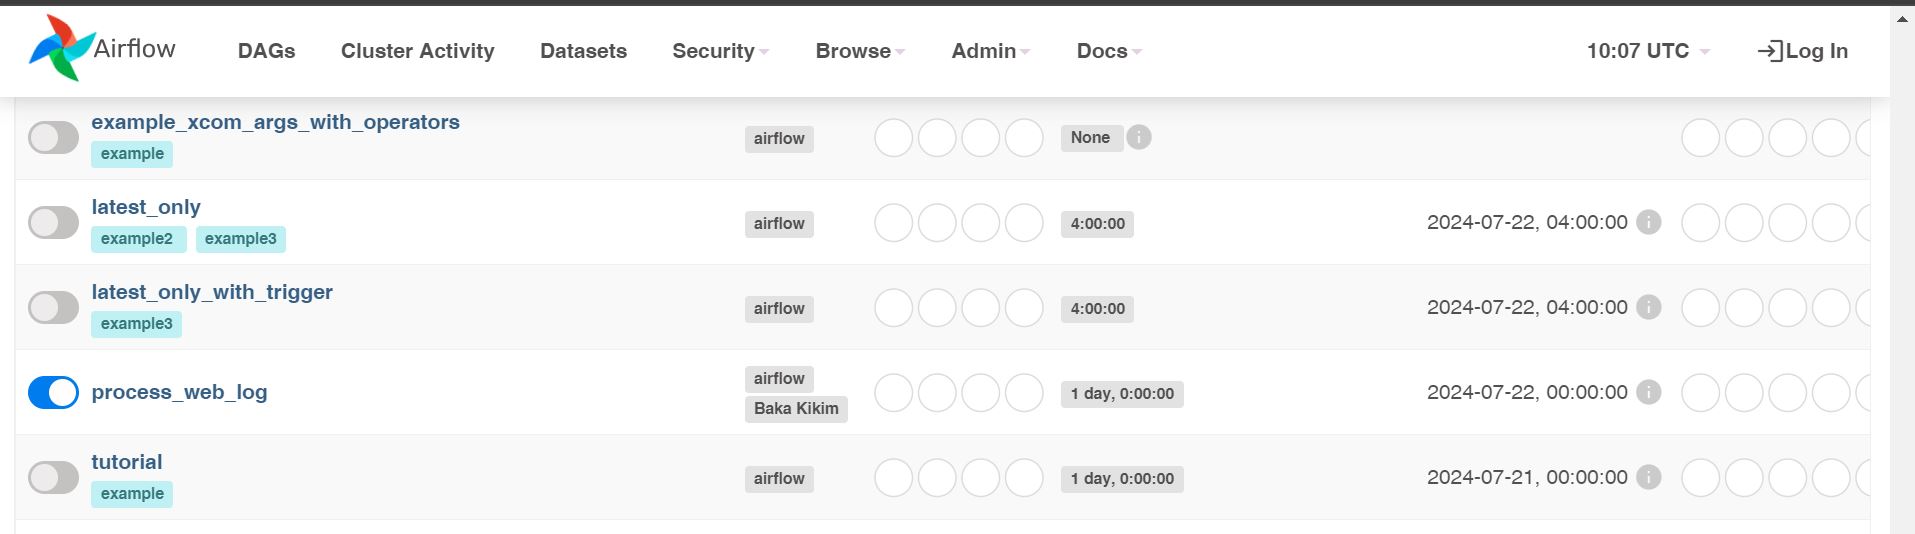 Airflow DAGs Cluster Activity Datasets Security Browse Admin Docs 10:07 UTC Log In
example_xcom_args_with_operators
example airflow None i
latest_only
example2 example3 airflow 4:00:00 2024-07-22, 04:00:00 i
latest_only_with_trigger
example3 airflow 4:00:00 2024-07-22, 04:00:00 i
process_web_log airflow 1 day, 0:00:00 2024-07-22, 00:00:00 i
Baka Kikim
tutorial
example airflow 1 day, 0:00:00 2024-07-21, 00:00:00 i